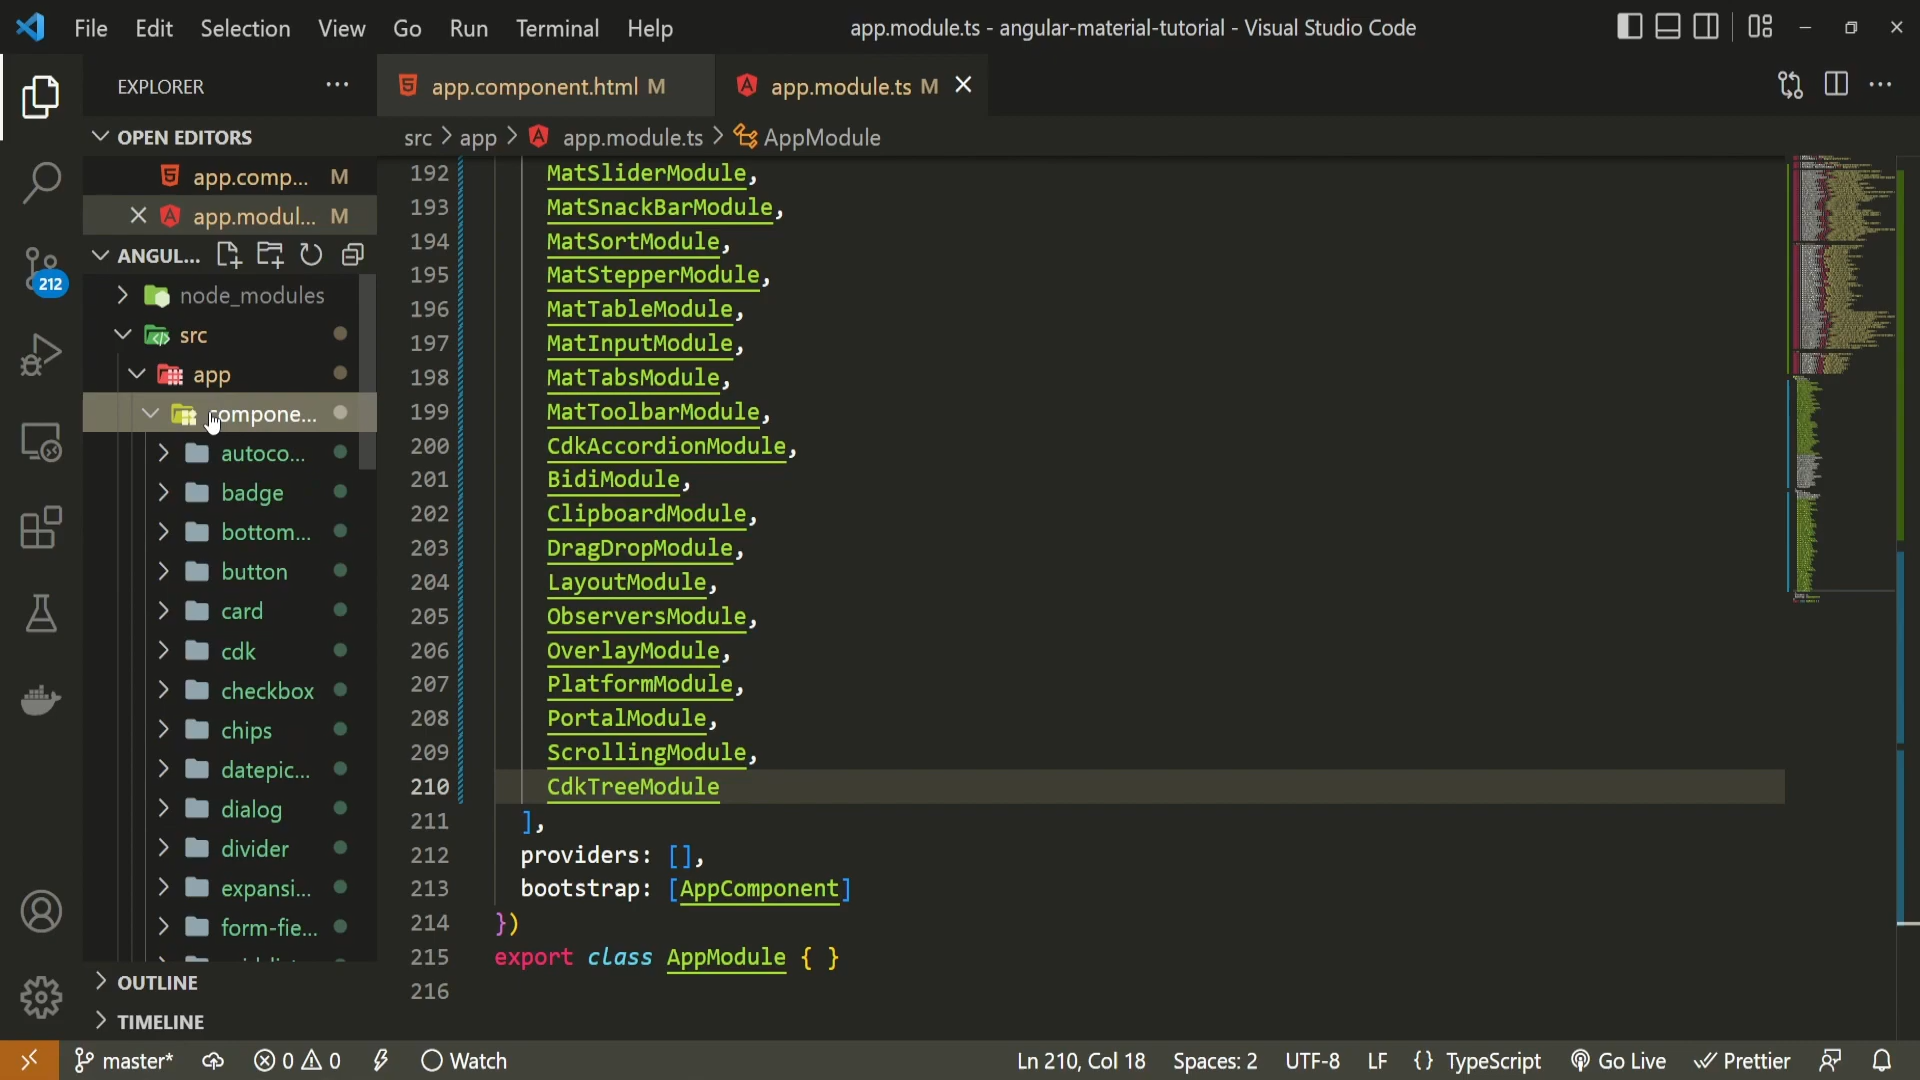 File Edit Selection View Go Run Terminal Help
app.module.ts - angular-material-tutorial - Visual Studio Code
EXPLORER
OPEN EDITORS
app.comp... M
app.modul... M
ANGUL...
212
node_modules
src
app
compone...
autoco...
badge
bottom...
button
card
cdk
checkbox
chips
datepic...
dialog
divider
expansi...
form-fie...
OUTLINE
TIMELINE
app.component.html M
app.module.ts M
src > app > app.module.ts > AppModule
192 MatSliderModule,
193 MatSnackBarModule,
194 MatSortModule,
195 MatStepperModule,
196 MatTableModule,
197 MatInputModule,
198 MatTabsModule,
199 MatToolbarModule,
200 CdkAccordionModule,
201 BidiModule,
202 ClipboardModule,
203 DragDropModule,
204 LayoutModule,
205 ObserversModule,
206 OverlayModule,
207 PlatformModule,
208 PortalModule,
209 ScrollingModule,
210 CdkTreeModule
211 ],
212 providers: [],
213 bootstrap: [AppComponent]
214 })
215 export class AppModule { }
216
master* 0 0 Watch
Ln 210, Col 18 Spaces: 2 UTF-8 LF {} TypeScript Go Live Prettier